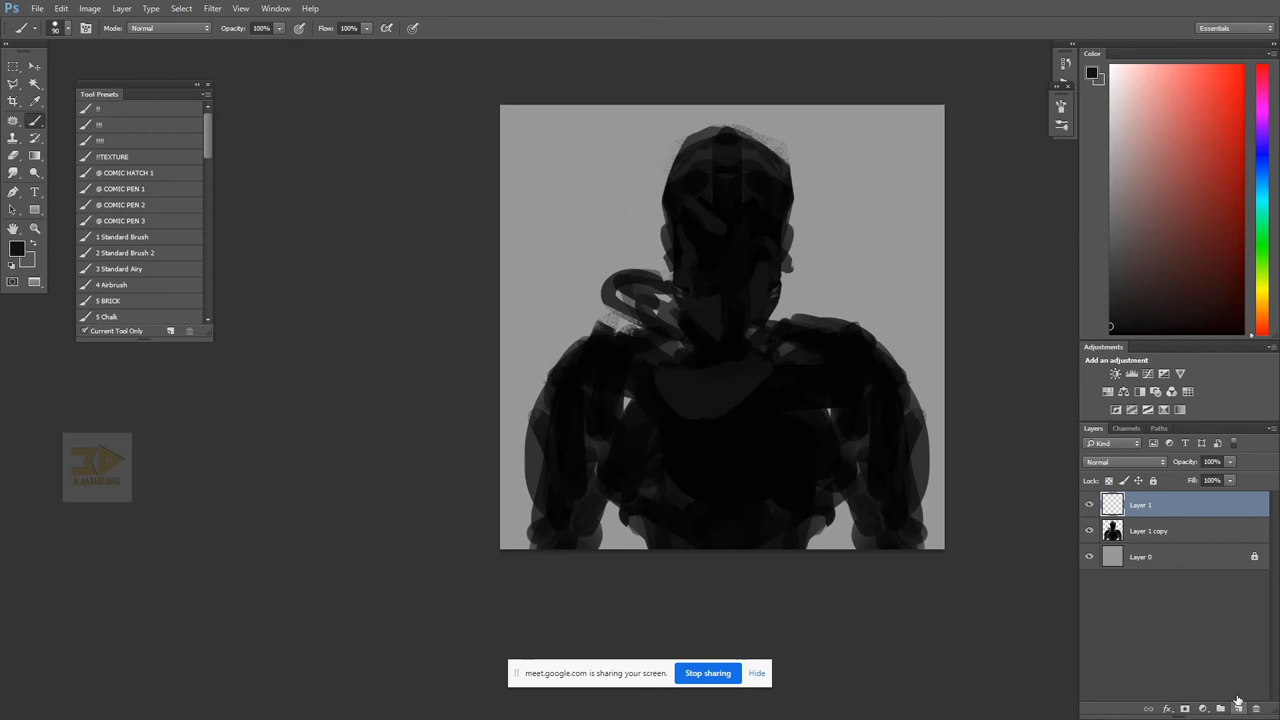 Ps File Edit Image Layer Type Select Filter View Window Help
90 Mode: Normal Opacity: 100% Flow: 100% Essentials
Tool Presets
!!
!!!
!!!!
!!TEXTURE
@ COMIC HATCH 1
@ COMIC PEN 1
@ COMIC PEN 2
@ COMIC PEN 3
1 Standard Brush
2 Standard Brush 2
3 Standard Airy
4 Airbrush
5 BRICK
5 Chalk
Current Tool Only
Color
Adjustments
Add an adjustment
Layers Channels Paths
Kind
Normal Opacity: 100%
Lock: Fill: 100%
Layer 1
Layer 1 copy
Layer 0
meet.google.com is sharing your screen. Stop sharing Hide